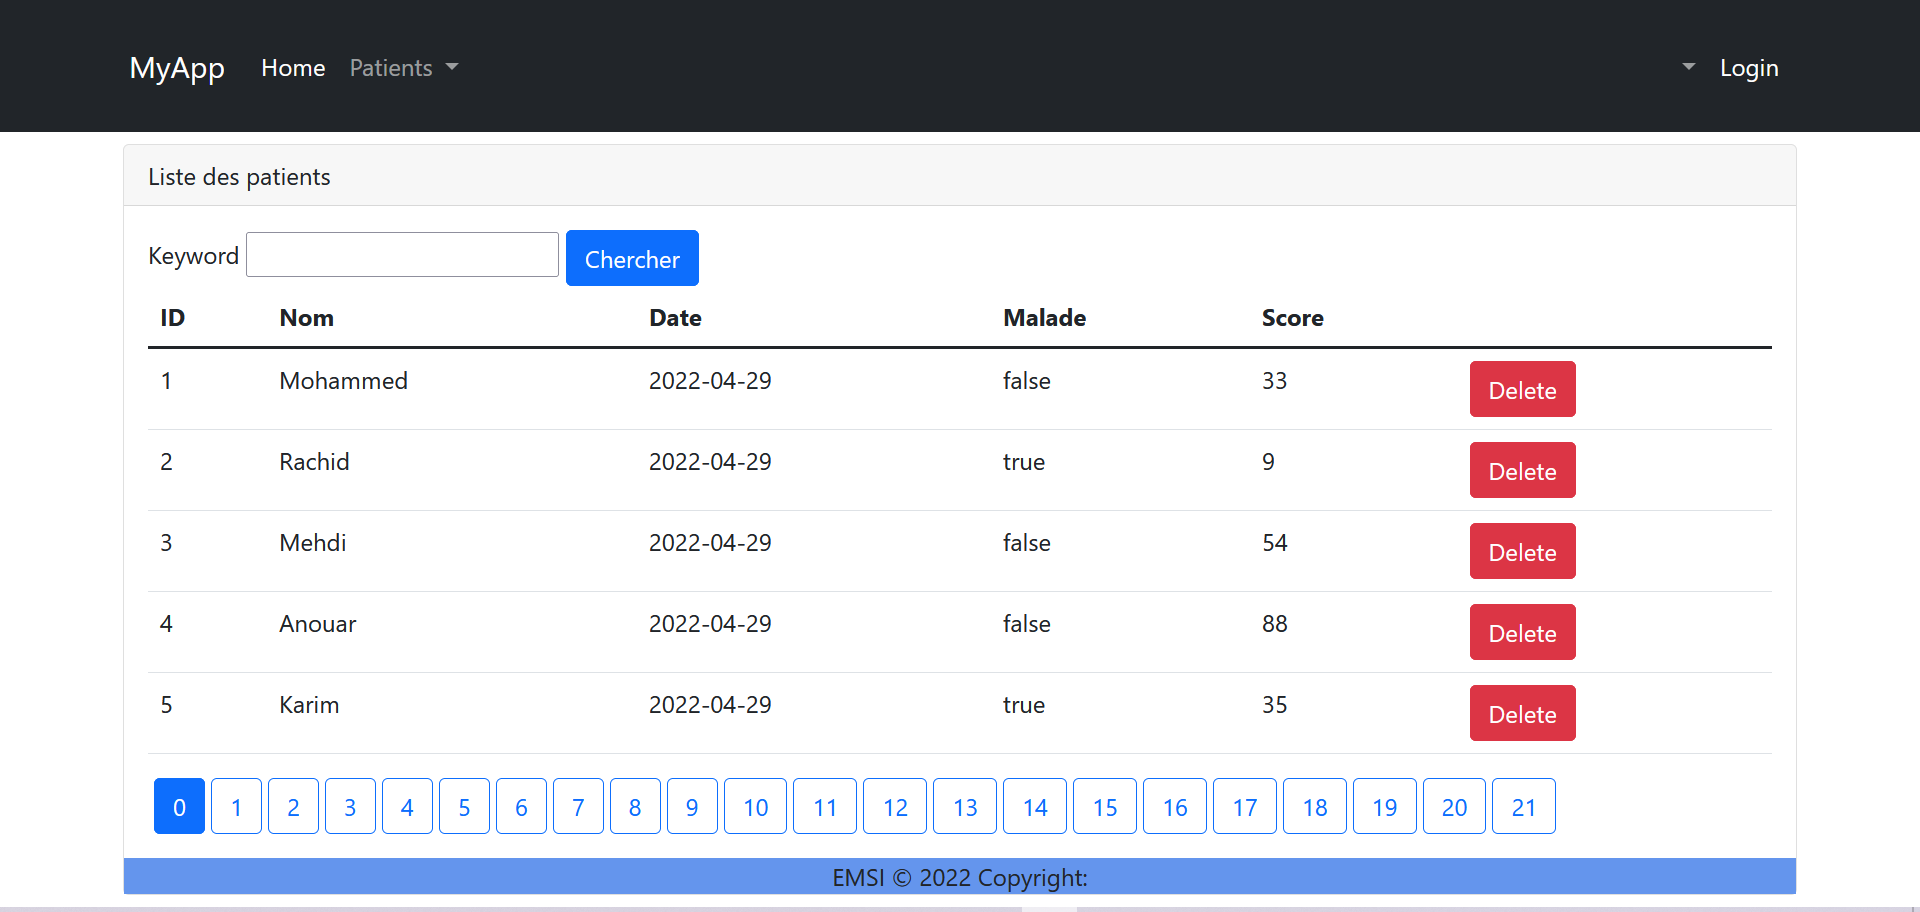 MyApp Home Patients Login
Liste des patients
Keyword Chercher
ID Nom Date Malade Score
1 Mohammed 2022-04-29 false 33 Delete
2 Rachid 2022-04-29 true 9 Delete
3 Mehdi 2022-04-29 false 54 Delete
4 Anouar 2022-04-29 false 88 Delete
5 Karim 2022-04-29 true 35 Delete
0 1 2 3 4 5 6 7 8 9 10 11 12 13 14 15 16 17 18 19 20 21
EMSI © 2022 Copyright: